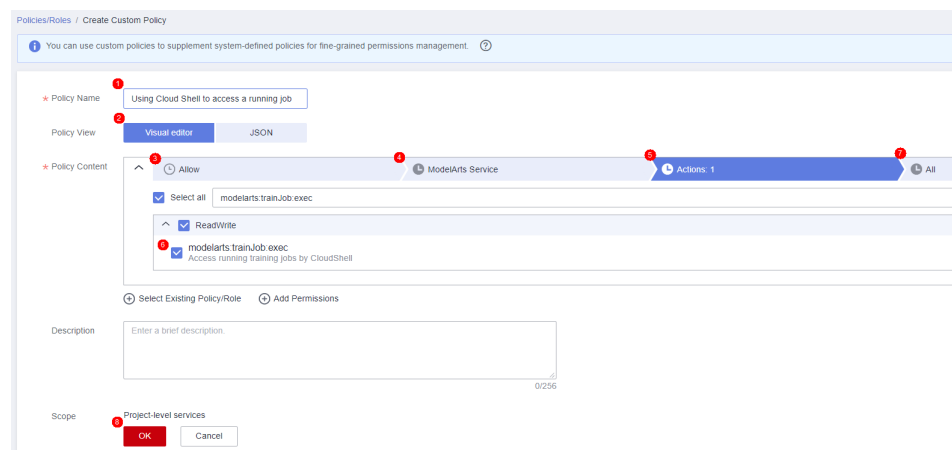 Policies/Roles / Create Custom Policy
You can use custom policies to supplement system-defined policies for fine-grained permissions management. ?
1
* Policy Name Using Cloud Shell to access a running job
2
Policy View Visual editor JSON
* Policy Content 3 Allow 4 ModelArts Service 5 Actions: 1 7 All
Select all modelarts:trainJob:exec
ReadWrite
6 modelarts:trainJob:exec
Access running training jobs by CloudShell
Select Existing Policy/Role Add Permissions
Description Enter a brief description.
0/256
Scope Project-level services
8
OK Cancel